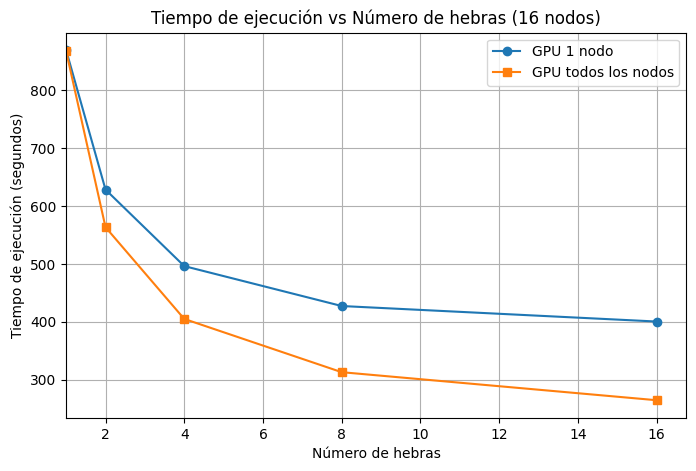 Tiempo de ejecución vs Número de hebras (16 nodos)
GPU 1 nodo
GPU todos los nodos
Tiempo de ejecución (segundos)
800
700
600
500
400
300
2 4 6 8 10 12 14 16
Número de hebras